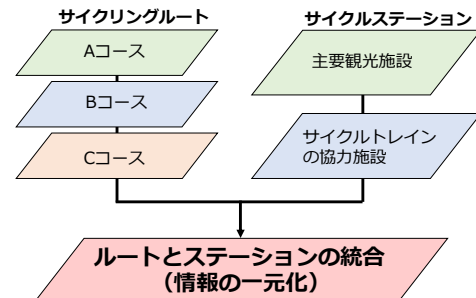 サイクリングルート
Aコース
Bコース
Cコース
サイクルステーション
主要観光施設
サイクルトレイン
の協力施設
ルートとステーションの統合
（情報の一元化）